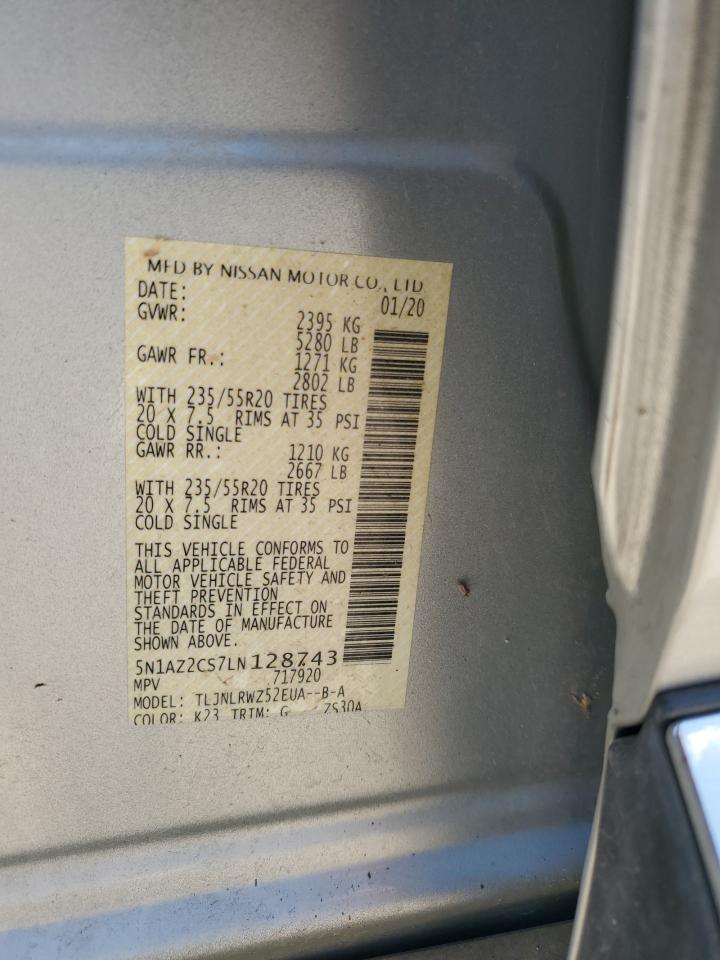 MFD BY NISSAN MOTOR CO., LTD
DATE: 01/20
GVWR: 2395 KG
5280 LB
GAWR FR.: 1271 KG
2802 LB
WITH 235/55R20 TIRES
20 X 7.5 RIMS AT 35 PSI
COLD SINGLE
GAWR RR.: 1210 KG
2667 LB
WITH 235/55R20 TIRES
20 X 7.5 RIMS AT 35 PSI
COLD SINGLE
THIS VEHICLE CONFORMS TO
ALL APPLICABLE FEDERAL
MOTOR VEHICLE SAFETY AND
THEFT PREVENTION
STANDARDS IN EFFECT ON
THE DATE OF MANUFACTURE
SHOWN ABOVE.
5N1AZ2CS7LN128743
MPV 717920
MODEL: TLJNLRWZ52EUA--B-A
COLOR: K23 TRIM: G ZS30A